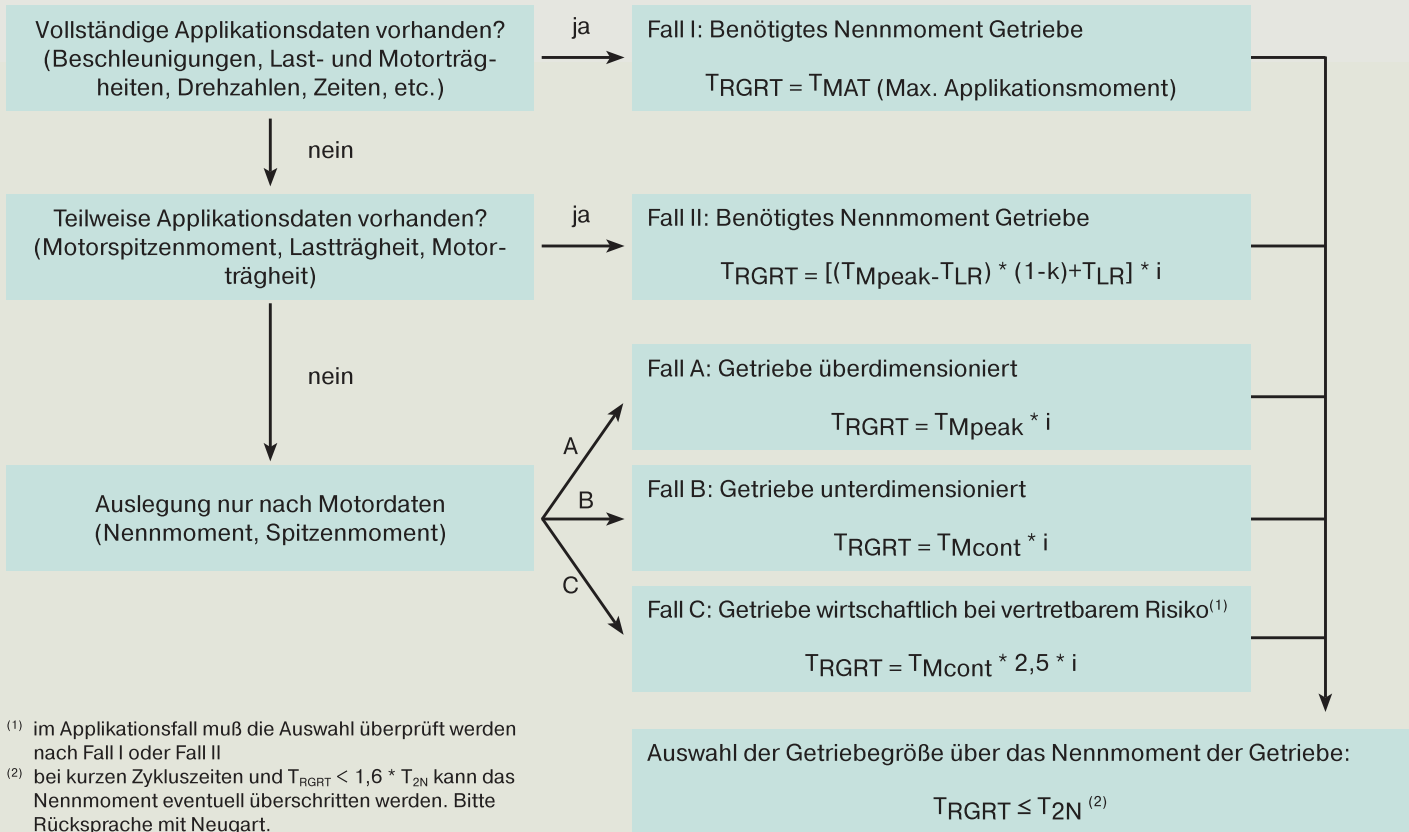 Vollständige Applikationsdaten vorhanden?
(Beschleunigungen, Last- und Motorträg-
heiten, Drehzahlen, Zeiten, etc.)
ja
Fall I: Benötigtes Nennmoment Getriebe
TRGRT = TMAT (Max. Applikationsmoment)
nein
Teilweise Applikationsdaten vorhanden?
(Motorspitzenmoment, Lastträgheit, Motor-
trägheit)
ja
Fall II: Benötigtes Nennmoment Getriebe
TRGRT = [(TMpeak-TLR) * (1-k)+TLR] * i
nein
Auslegung nur nach Motordaten
(Nennmoment, Spitzenmoment)
A
Fall A: Getriebe überdimensioniert
TRGRT = TMpeak * i
B
Fall B: Getriebe unterdimensioniert
TRGRT = TMcont * i
C
Fall C: Getriebe wirtschaftlich bei vertretbarem Risiko(1)
TRGRT = TMcont * 2,5 * i
(1) im Applikationsfall muß die Auswahl überprüft werden
nach Fall I oder Fall II
(2) bei kurzen Zykluszeiten und TRGRT < 1,6 * T2N kann das
Nennmoment eventuell überschritten werden. Bitte
Rücksprache mit Neugart.
Auswahl der Getriebegröße über das Nennmoment der Getriebe:
TRGRT ≤ T2N (2)